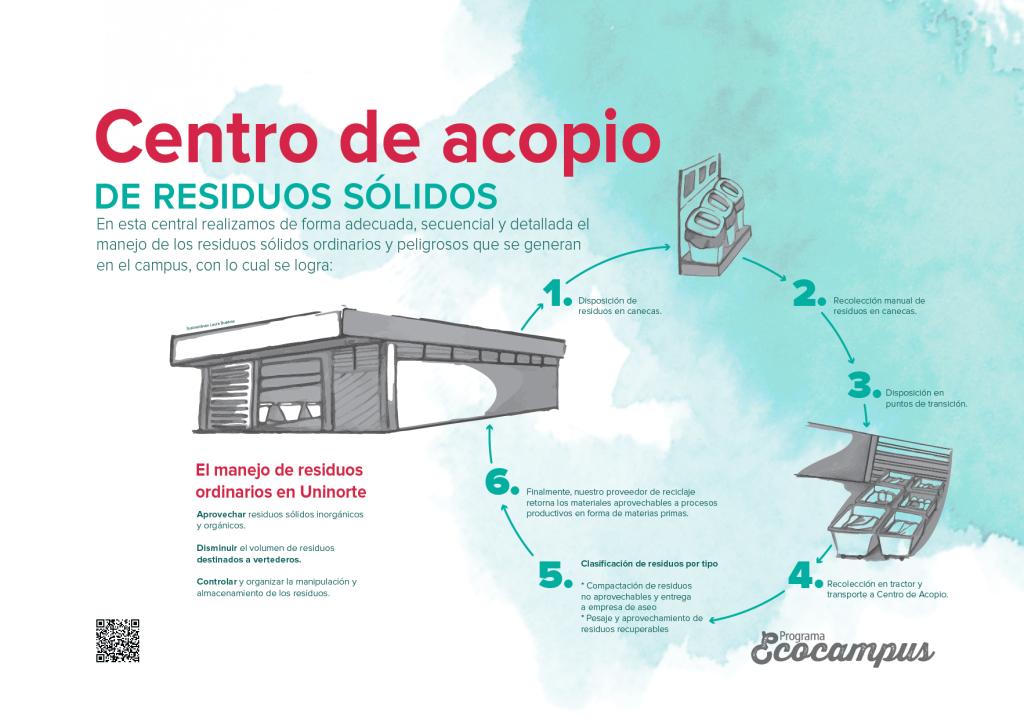 Centro de acopio
DE RESIDUOS SÓLIDOS
En esta central realizamos de forma adecuada, secuencial y detallada el
manejo de los residuos sólidos ordinarios y peligrosos que se generan
en el campus, con lo cual se logra:
1. Disposición de
residuos en canecas.
2. Recolección manual de
residuos en canecas.
3. Disposición en
puntos de transición.
4. Recolección en tractor y
transporte a Centro de Acopio.
5. Clasificación de residuos por tipo
* Compactación de residuos
no aprovechables y entrega
a empresa de aseo
* Pesaje y aprovechamiento de
residuos recuperables
6. Finalmente, nuestro proveedor de reciclaje
retorna los materiales aprovechables a procesos
productivos en forma de materias primas.
El manejo de residuos
ordinarios en Uninorte
Aprovechar residuos sólidos inorgánicos
y orgánicos.
Disminuir el volumen de residuos
destinados a vertederos.
Controlar y organizar la manipulación y
almacenamiento de los residuos.
Programa
Ecocampus